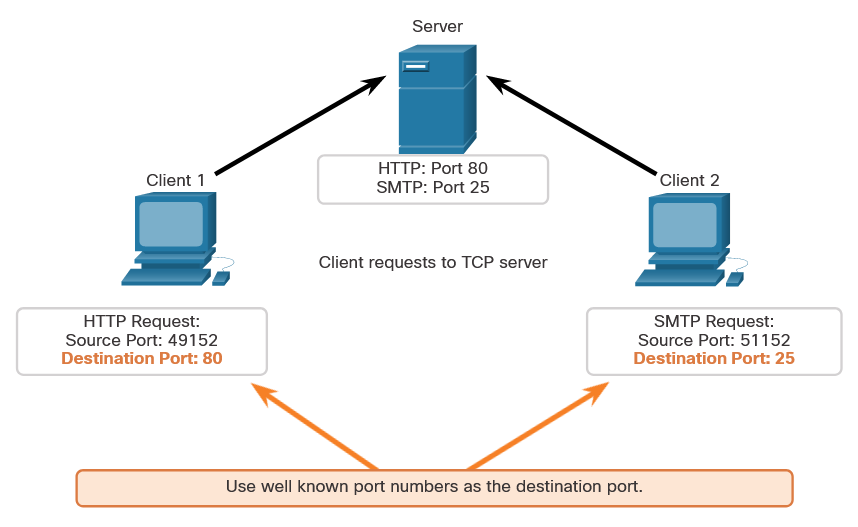 Server
HTTP: Port 80
SMTP: Port 25
Client 1
Client 2
Client requests to TCP server
HTTP Request:
Source Port: 49152
Destination Port: 80
SMTP Request:
Source Port: 51152
Destination Port: 25
Use well known port numbers as the destination port.